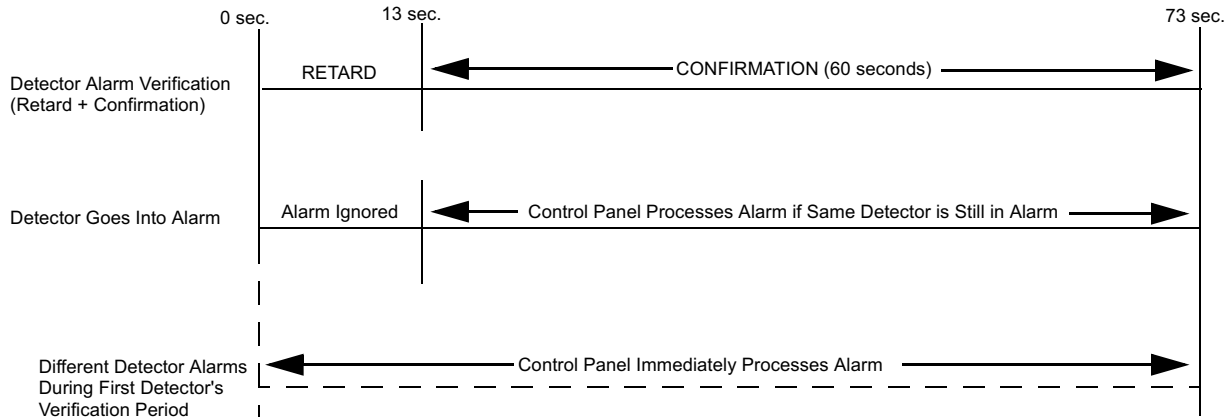 0 sec.
13 sec.
73 sec.
Detector Alarm Verification
(Retard + Confirmation)
RETARD
CONFIRMATION (60 seconds)
Detector Goes Into Alarm
Alarm Ignored
Control Panel Processes Alarm if Same Detector is Still in Alarm
Different Detector Alarms
During First Detector's
Verification Period
Control Panel Immediately Processes Alarm